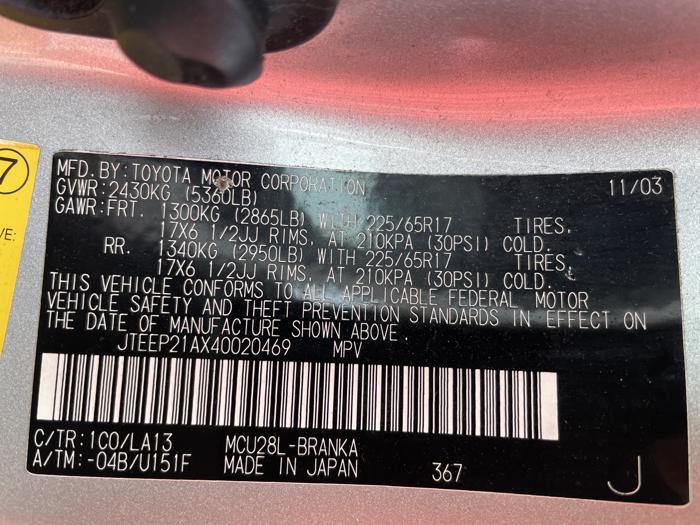 7
VE:
MFD.BY:TOYOTA MOTOR CORPORATION 11/03
GVWR:2430KG (5360LB)
GAWR:FRT. 1300KG (2865LB) WITH 225/65R17 TIRES,
17X6 1/2JJ RIMS, AT 210KPA (30PSI) COLD.
RR. 1340KG (2950LB) WITH 225/65R17 TIRES,
17X6 1/2JJ RIMS, AT 210KPA (30PSI) COLD.
THIS VEHICLE CONFORMS TO ALL APPLICABLE FEDERAL MOTOR
VEHICLE SAFETY AND THEFT PREVENTION STANDARDS IN EFFECT ON
THE DATE OF MANUFACTURE SHOWN ABOVE.
JTEEP21AX40020469 MPV
C/TR:1C0/LA13 MCU28L-BRANKA
A/TM:-04B/U151F MADE IN JAPAN 367 J